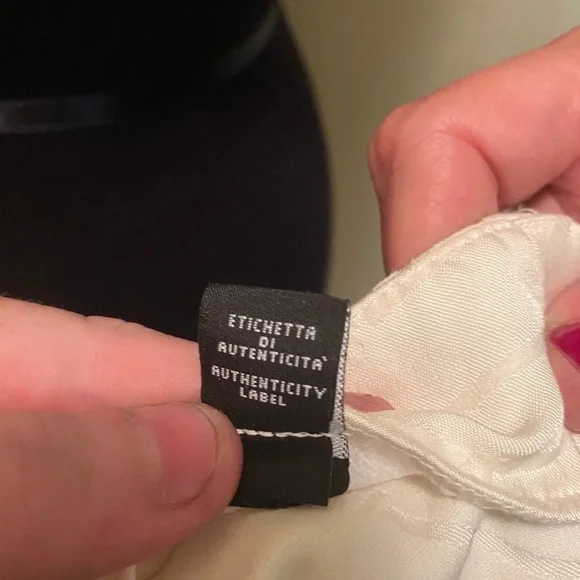 ETICHETTA
DI
AUTENTICITA'
AUTHENTICITY
LABEL